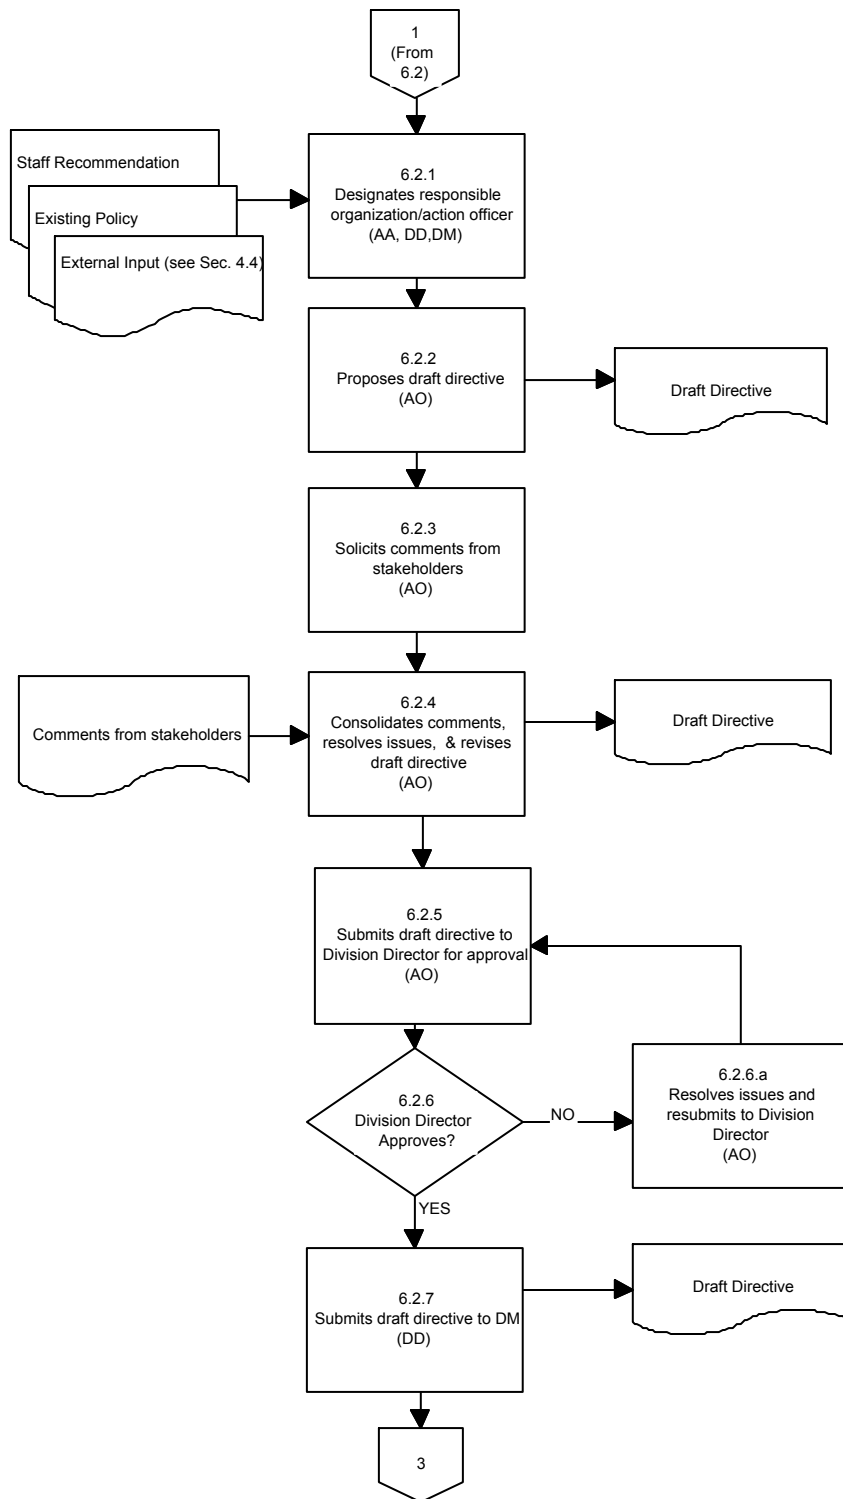 1
(From
6.2)
Staff Recommendation
Existing Policy
External Input (see Sec. 4.4)
6.2.1
Designates responsible
organization/action officer
(AA, DD,DM)
6.2.2
Proposes draft directive
(AO)
Draft Directive
6.2.3
Solicits comments from
stakeholders
(AO)
Comments from stakeholders
6.2.4
Consolidates comments,
resolves issues,  & revises
draft directive
(AO)
Draft Directive
6.2.5
Submits draft directive to
Division Director for approval
(AO)
6.2.6
Division Director
Approves?
NO
6.2.6.a
Resolves issues and
resubmits to Division
Director
(AO)
YES
6.2.7
Submits draft directive to DM
(DD)
Draft Directive
3